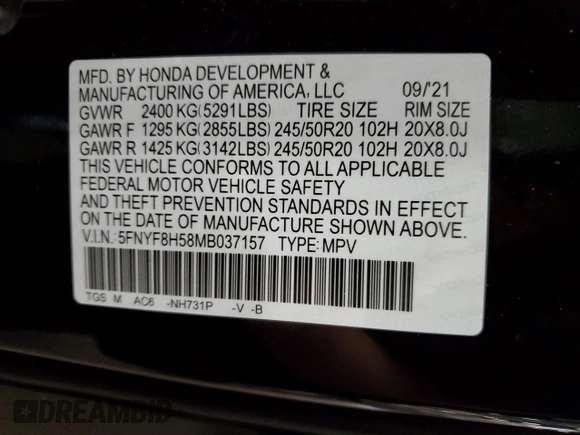 MFD. BY HONDA DEVELOPMENT &
MANUFACTURING OF AMERICA, LLC 09/'21
GVWR 2400 KG(5291LBS) TIRE SIZE RIM SIZE
GAWR F 1295 KG(2855LBS) 245/50R20 102H 20X8.0J
GAWR R 1425 KG(3142LBS) 245/50R20 102H 20X8.0J
THIS VEHICLE CONFORMS TO ALL APPLICABLE
FEDERAL MOTOR VEHICLE SAFETY
AND THEFT PREVENTION STANDARDS IN EFFECT
ON THE DATE OF MANUFACTURE SHOWN ABOVE.
V.I.N.: 5FNYF8H58MB037157 TYPE: MPV
TGS M AC6 -NH731P -V -B
DREAMBID